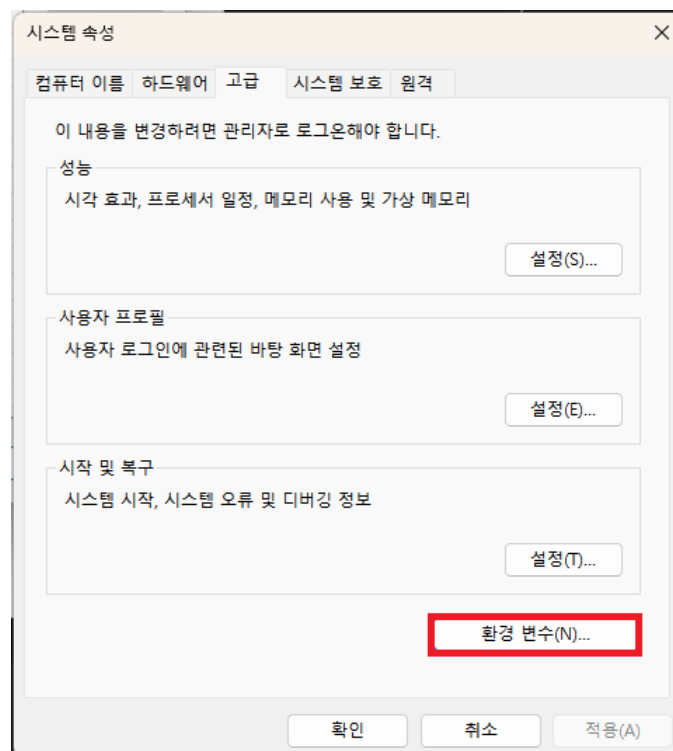 시스템 속성
컴퓨터 이름 하드웨어 고급 시스템 보호 원격
이 내용을 변경하려면 관리자로 로그온해야 합니다.
성능
시각 효과, 프로세서 일정, 메모리 사용 및 가상 메모리
설정(S)...
사용자 프로필
사용자 로그인에 관련된 바탕 화면 설정
설정(E)...
시작 및 복구
시스템 시작, 시스템 오류 및 디버깅 정보
설정(T)...
환경 변수(N)...
확인 취소 적용(A)